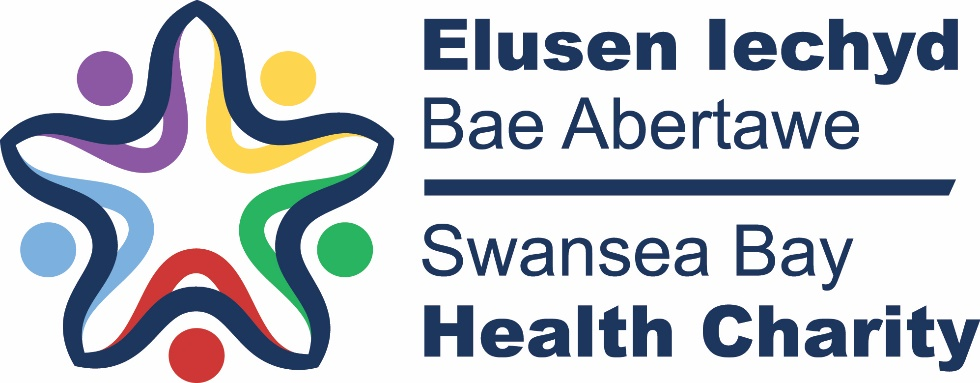 Elusen Iechyd
Bae Abertawe
Swansea Bay
Health Charity